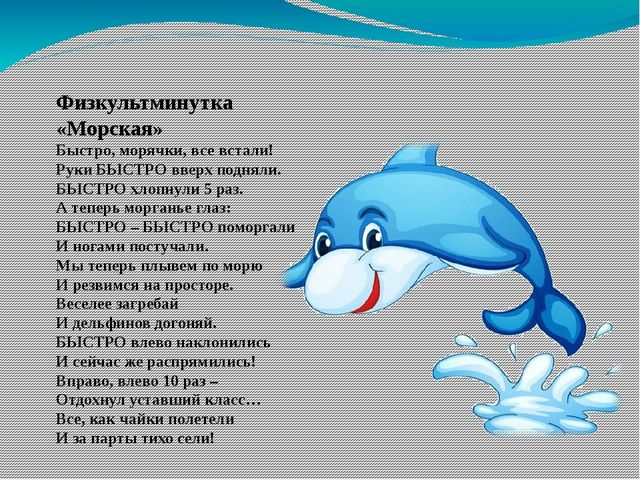 Физкультминутка
«Морская»
Быстро, морячки, все встали!
Руки БЫСТРО вверх подняли.
БЫСТРО хлопнули 5 раз.
А теперь морганье глаз:
БЫСТРО – БЫСТРО поморгали
И ногами постучали.
Мы теперь плывем по морю
И резвимся на просторе.
Веселее загребай
И дельфинов догоняй.
БЫСТРО влево наклонились
И сейчас же распрямились!
Вправо, влево 10 раз –
Отдохнул уставший класс…
Все, как чайки полетели
И за парты тихо сели!